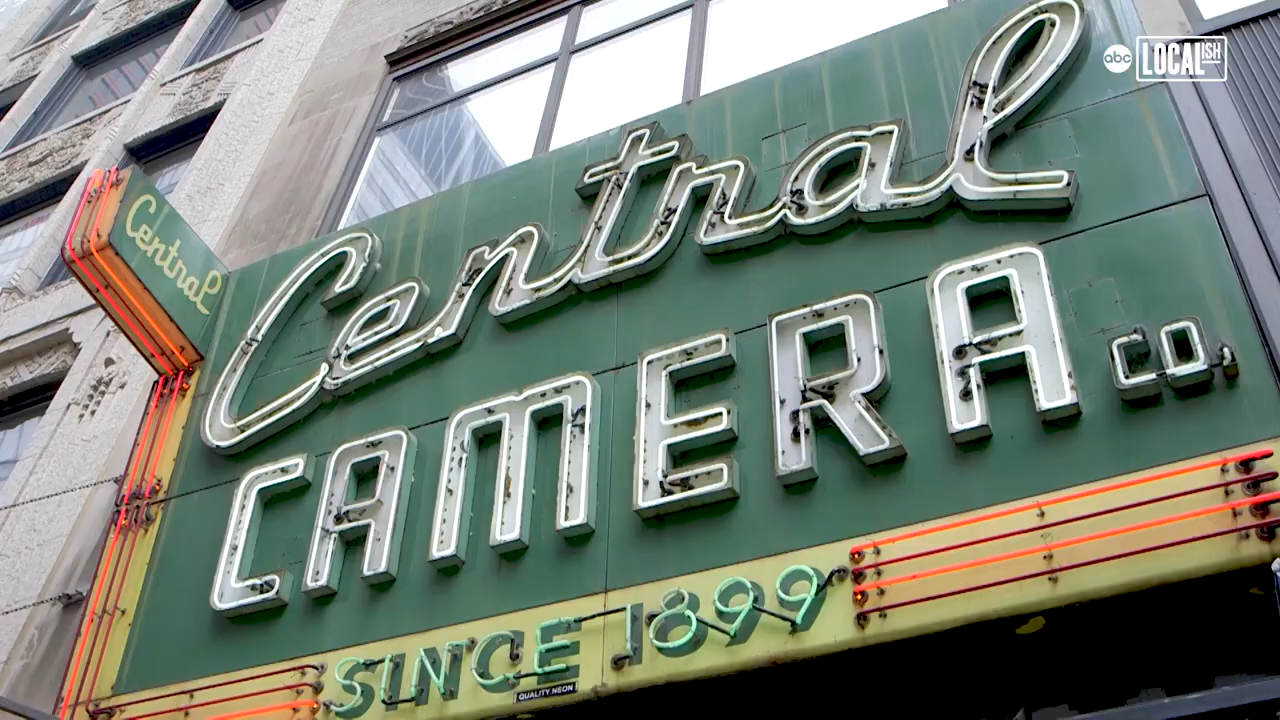 abc LOCALISH
Central
Central
CAMERA CO.
SINCE 1899
QUALITY NEON